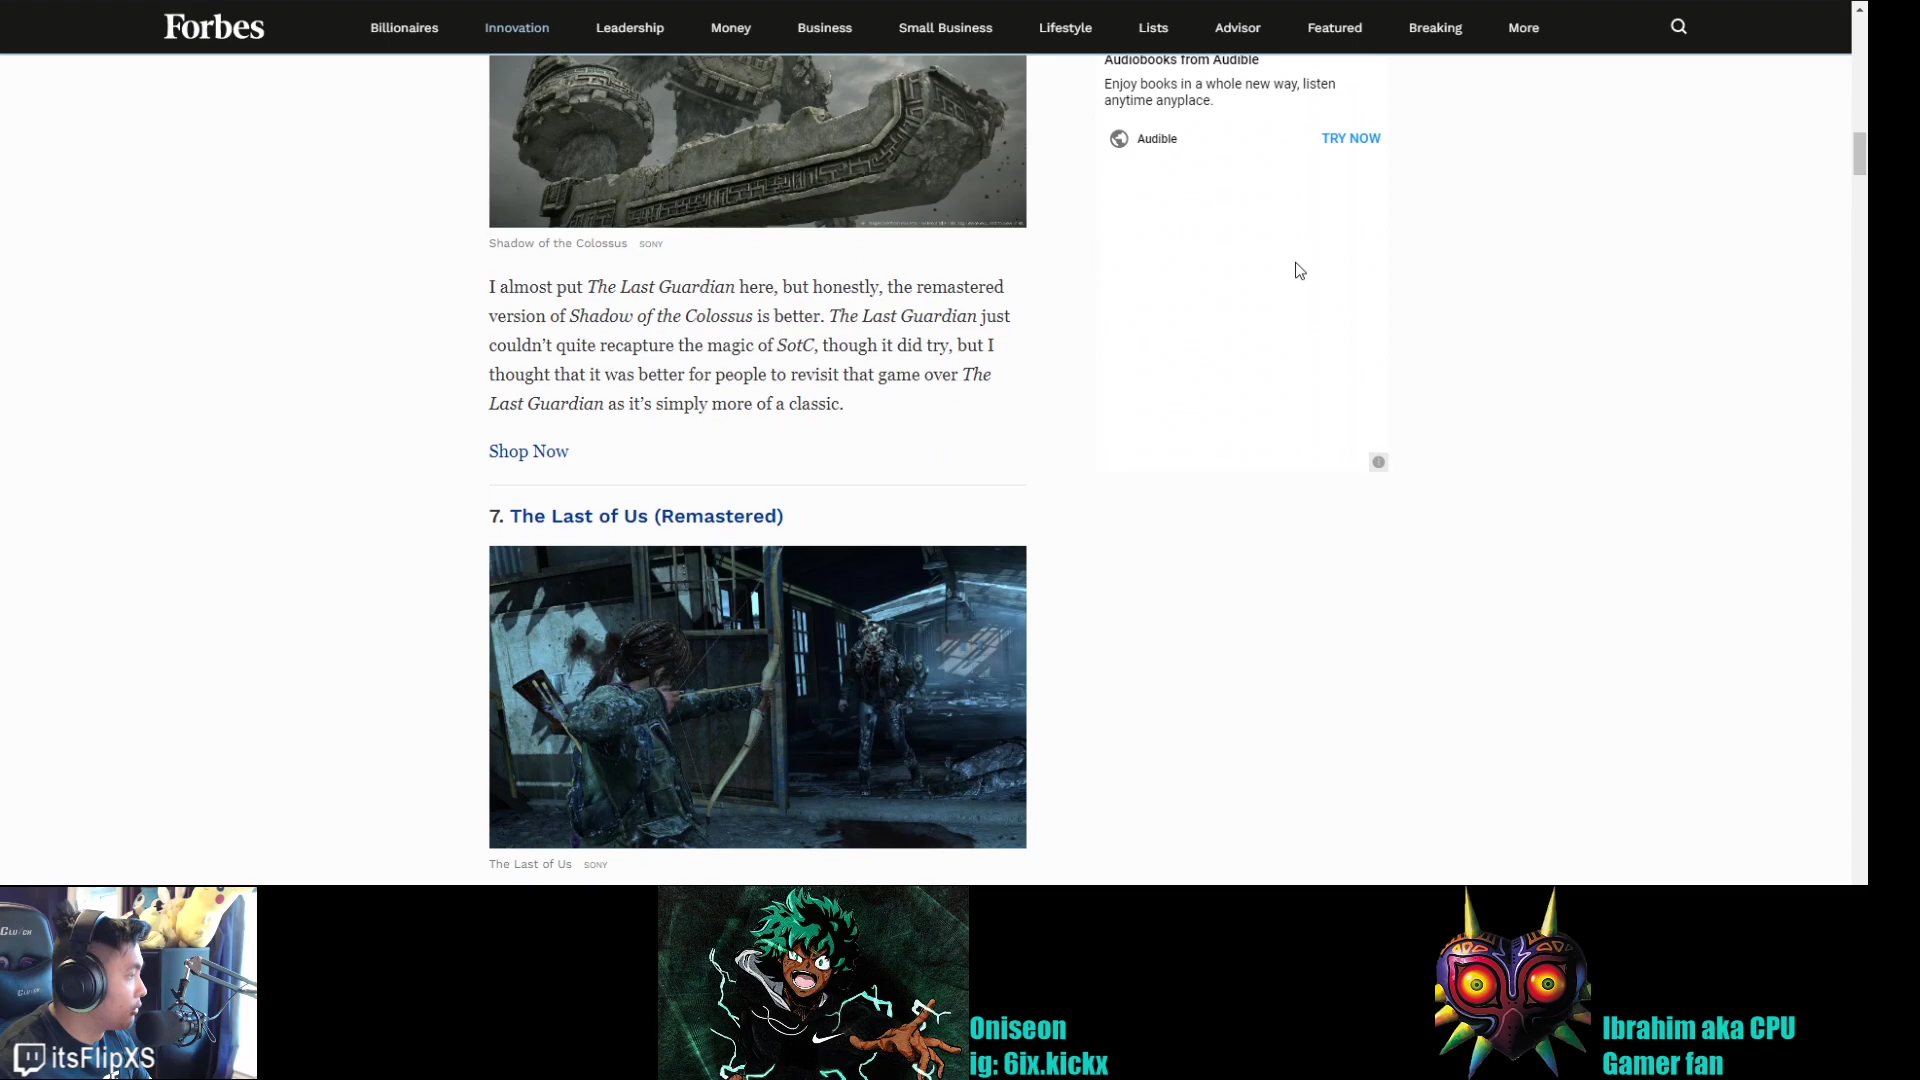 Forbes
Billionaires Innovation Leadership Money Business Small Business Lifestyle Lists Advisor Featured Breaking More
Audiobooks from Audible
Enjoy books in a whole new way, listen
anytime anyplace.
Audible TRY NOW
Shadow of the Colossus SONY
I almost put The Last Guardian here, but honestly, the remastered
version of Shadow of the Colossus is better. The Last Guardian just
couldn’t quite recapture the magic of SotC, though it did try, but I
thought that it was better for people to revisit that game over The
Last Guardian as it’s simply more of a classic.
Shop Now
7. The Last of Us (Remastered)
The Last of Us SONY
CLUTCH
itsFlipXS
Oniseon
ig: 6ix.kickx
Ibrahim aka CPU
Gamer fan